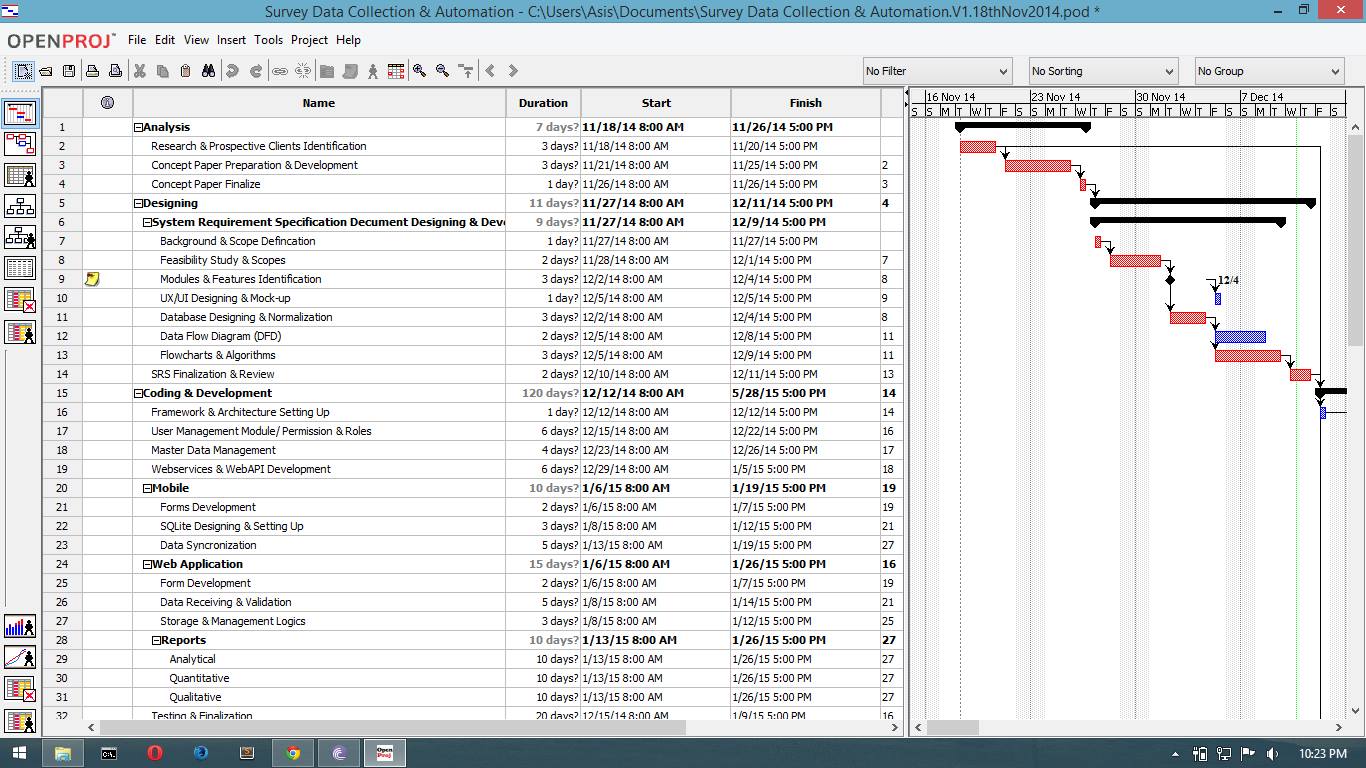 Survey Data Collection & Automation - C:\Users\Asis\Documents\Survey Data Collection & Automation.V1.18thNov2014.pod *
OPENPROJ™ File Edit View Insert Tools Project Help
No Filter No Sorting No Group
Name Duration Start Finish
16 Nov 14 23 Nov 14 30 Nov 14 7 Dec 14
S S M T W T F S S M T W T F S S M T W T F S S M T W T F S
1 Analysis 7 days? 11/18/14 8:00 AM 11/26/14 5:00 PM
2 Research & Prospective Clients Identification 3 days? 11/18/14 8:00 AM 11/20/14 5:00 PM
3 Concept Paper Preparation & Development 3 days? 11/21/14 8:00 AM 11/25/14 5:00 PM 2
4 Concept Paper Finalize 1 day? 11/26/14 8:00 AM 11/26/14 5:00 PM 3
5 Designing 11 days? 11/27/14 8:00 AM 12/11/14 5:00 PM 4
6 System Requirement Specification Document Designing & Deve 9 days? 11/27/14 8:00 AM 12/9/14 5:00 PM
7 Background & Scope Defincation 1 day? 11/27/14 8:00 AM 11/27/14 5:00 PM
8 Feasibility Study & Scopes 2 days? 11/28/14 8:00 AM 12/1/14 5:00 PM 7
9 Modules & Features Identification 3 days? 12/2/14 8:00 AM 12/4/14 5:00 PM 8 12/4
10 UX/UI Designing & Mock-up 1 day? 12/5/14 8:00 AM 12/5/14 5:00 PM 9
11 Database Designing & Normalization 3 days? 12/2/14 8:00 AM 12/4/14 5:00 PM 8
12 Data Flow Diagram (DFD) 2 days? 12/5/14 8:00 AM 12/8/14 5:00 PM 11
13 Flowcharts & Algorithms 3 days? 12/5/14 8:00 AM 12/9/14 5:00 PM 11
14 SRS Finalization & Review 2 days? 12/10/14 8:00 AM 12/11/14 5:00 PM 13
15 Coding & Development 120 days? 12/12/14 8:00 AM 5/28/15 5:00 PM 14
16 Framework & Architecture Setting Up 1 day? 12/12/14 8:00 AM 12/12/14 5:00 PM 14
17 User Management Module/ Permission & Roles 6 days? 12/15/14 8:00 AM 12/22/14 5:00 PM 16
18 Master Data Management 4 days? 12/23/14 8:00 AM 12/26/14 5:00 PM 17
19 Webservices & WebAPI Development 6 days? 12/29/14 8:00 AM 1/5/15 5:00 PM 18
20 Mobile 10 days? 1/6/15 8:00 AM 1/19/15 5:00 PM 19
21 Forms Development 2 days? 1/6/15 8:00 AM 1/7/15 5:00 PM 19
22 SQLite Designing & Setting Up 3 days? 1/8/15 8:00 AM 1/12/15 5:00 PM 21
23 Data Syncronization 5 days? 1/13/15 8:00 AM 1/19/15 5:00 PM 27
24 Web Application 15 days? 1/6/15 8:00 AM 1/26/15 5:00 PM 16
25 Form Development 2 days? 1/6/15 8:00 AM 1/7/15 5:00 PM 19
26 Data Receiving & Validation 5 days? 1/8/15 8:00 AM 1/14/15 5:00 PM 21
27 Storage & Management Logics 3 days? 1/8/15 8:00 AM 1/12/15 5:00 PM 25
28 Reports 10 days? 1/13/15 8:00 AM 1/26/15 5:00 PM 27
29 Analytical 10 days? 1/13/15 8:00 AM 1/26/15 5:00 PM 27
30 Quantitative 10 days? 1/13/15 8:00 AM 1/26/15 5:00 PM 27
31 Qualitative 10 days? 1/13/15 8:00 AM 1/26/15 5:00 PM 27
32 Testing & Finalization 20 days? 12/15/14 8:00 AM 1/9/15 5:00 PM 16
C:\. Open Proj 10:23 PM